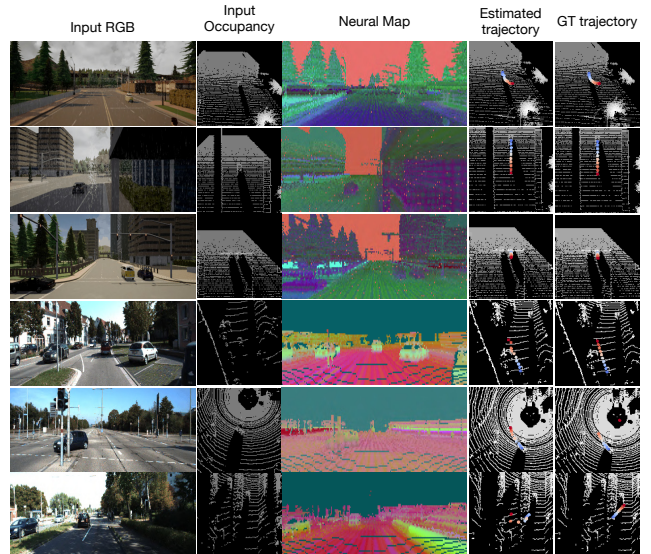 Input RGB
Input
Occupancy
Neural Map
Estimated
trajectory
GT trajectory